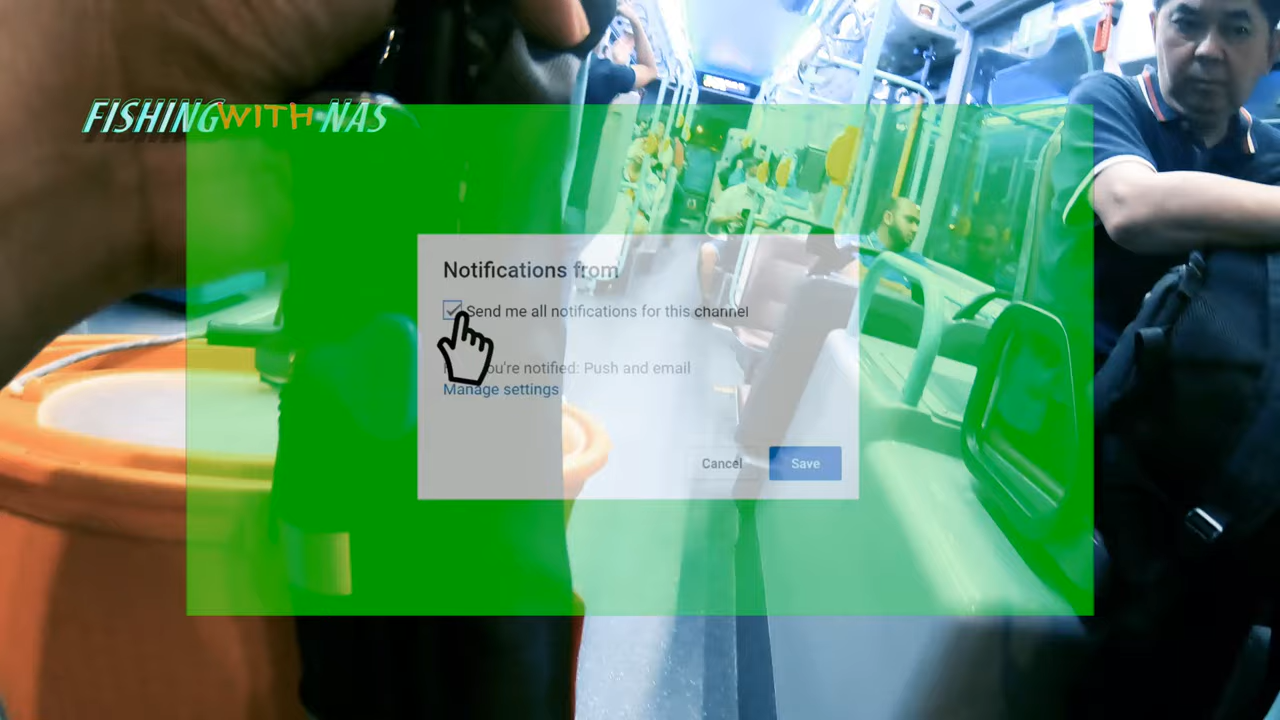 FISHINGWITH NAS
Notifications from
Send me all notifications for this channel
you're notified: Push and email
Manage settings
Cancel
Save